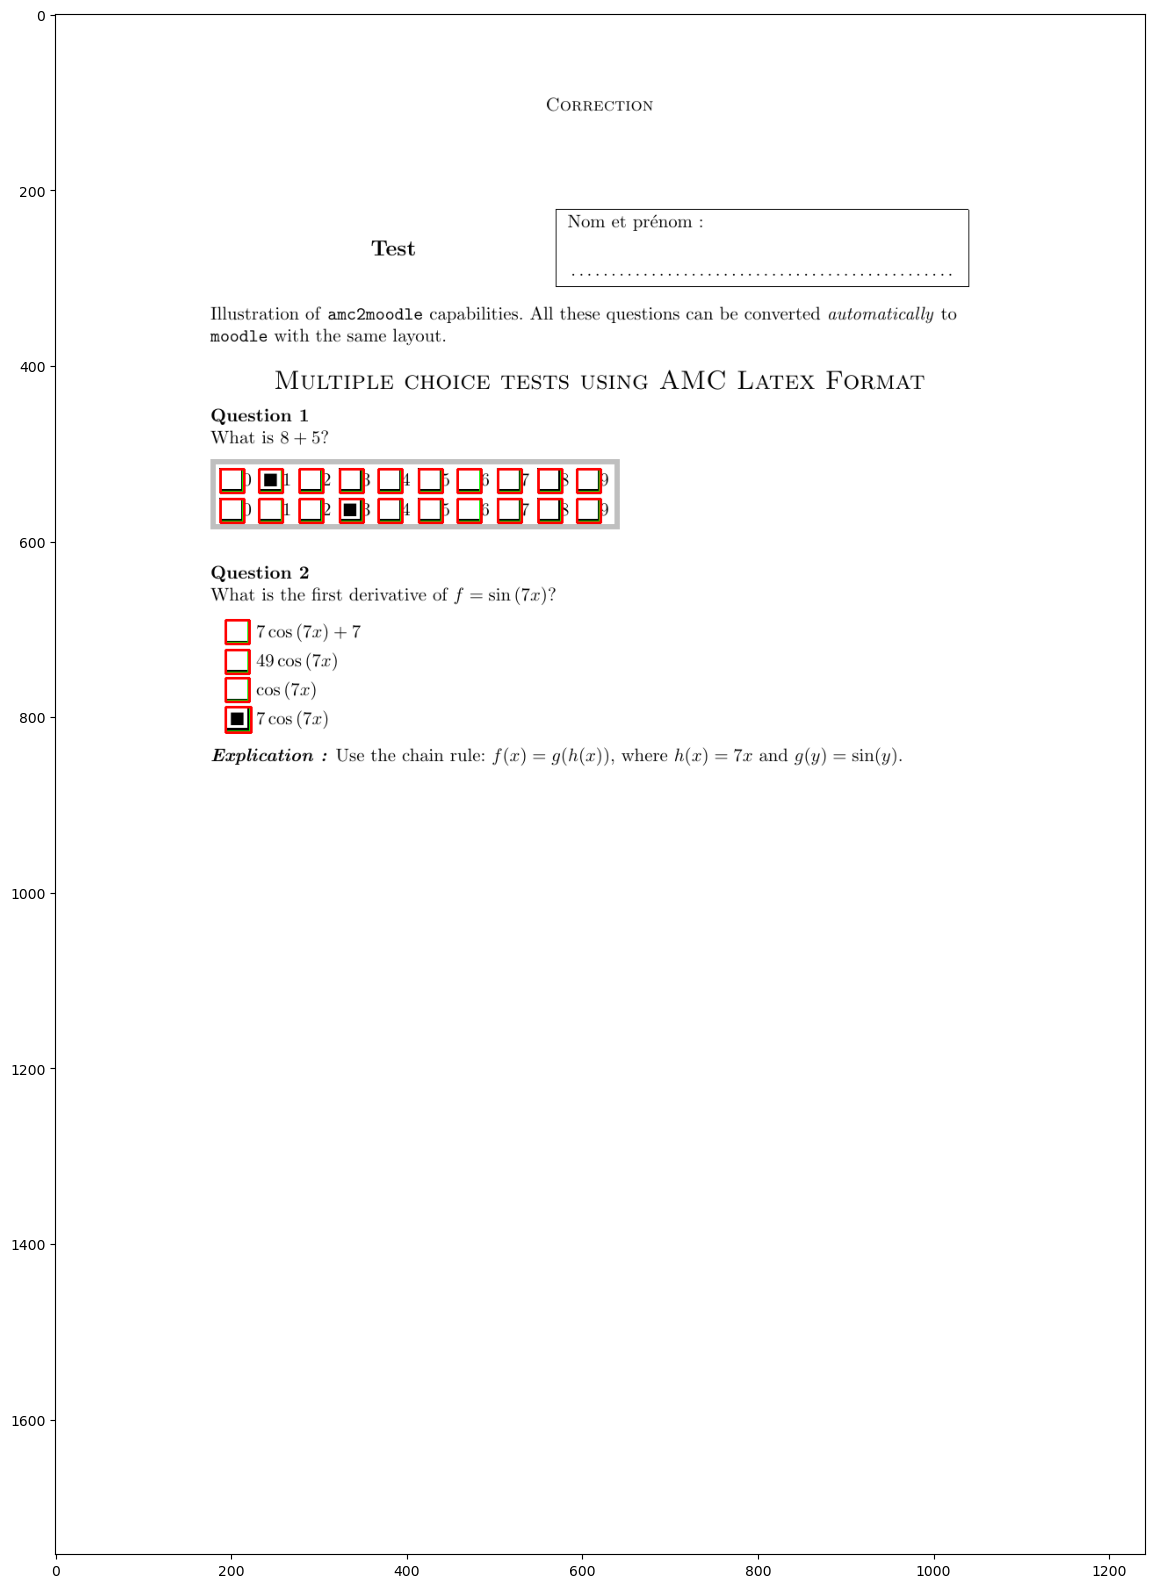 CORRECTION
Test
Nom et prénom :
................................................
Illustration of amc2moodle capabilities. All these questions can be converted automatically to
moodle with the same layout.
MULTIPLE CHOICE TESTS USING AMC LATEX FORMAT
Question 1
What is 8 + 5?
0 1 2 3 4 5 6 7 8 9
0 1 2 3 4 5 6 7 8 9
Question 2
What is the first derivative of f = sin (7x)?
7 cos (7x) + 7
49 cos (7x)
cos (7x)
7 cos (7x)
Explication : Use the chain rule: f(x) = g(h(x)), where h(x) = 7x and g(y) = sin(y).
0
200
400
600
800
1000
1200
1400
1600
0 200 400 600 800 1000 1200